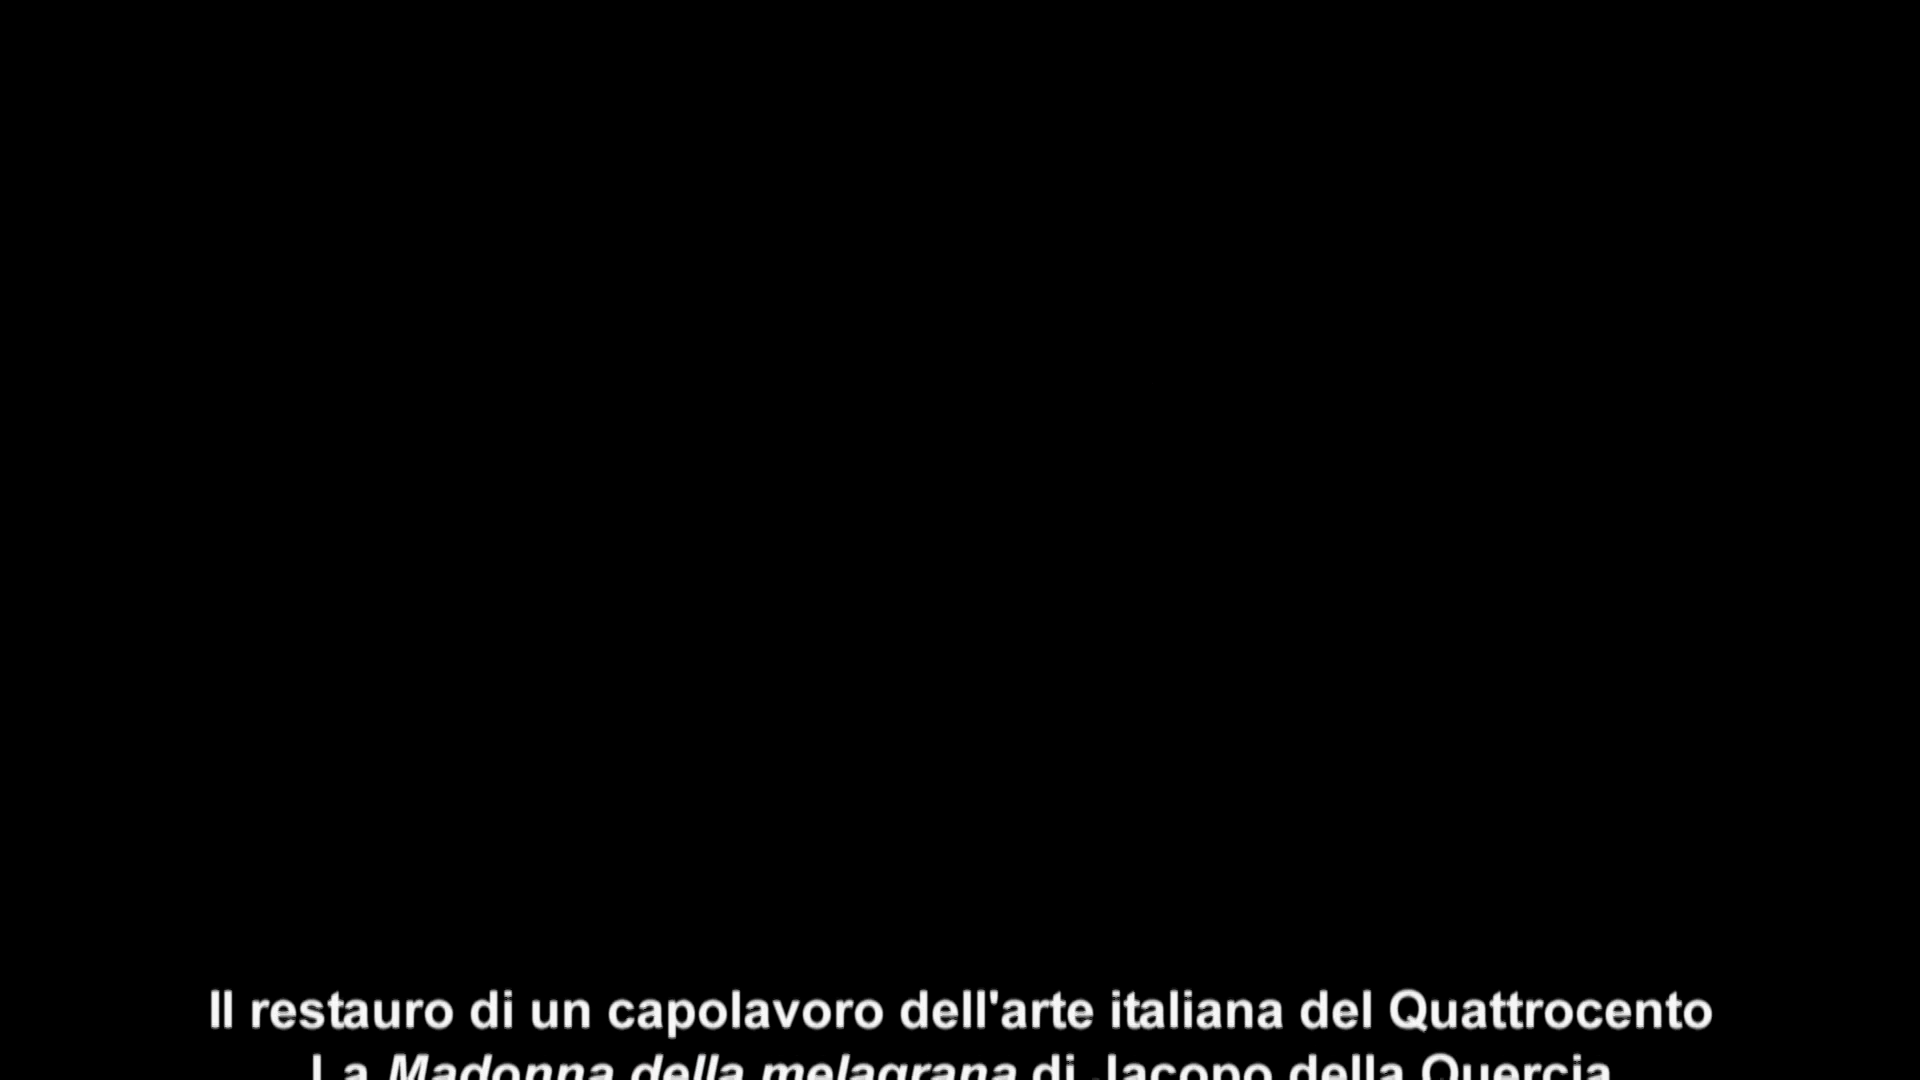 Il restauro di un capolavoro dell'arte italiana del Quattrocento
La Madonna della melagrana di Jacopo della Quercia